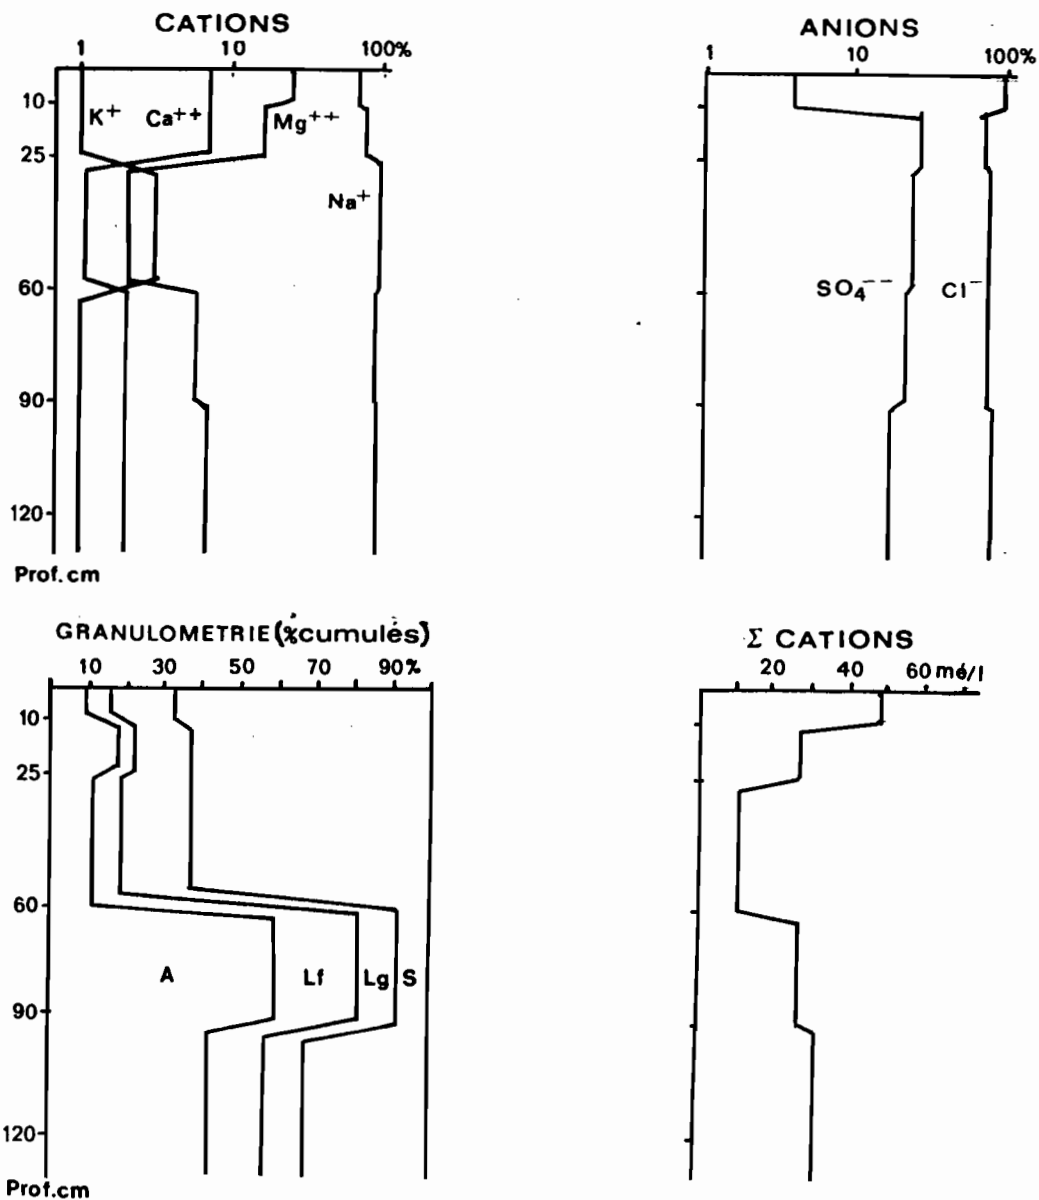 CATIONS
1 10 100%
10
25
60
90
120
Prof.cm
K+ Ca++ Mg++
Na+
ANIONS
1 10 100%
SO4-- Cl-
GRANULOMETRIE (%cumulés)
10 30 50 70 90%
10
25
60
90
120
Prof.cm
A Lf Lg S
Σ CATIONS
20 40 60 mé/l